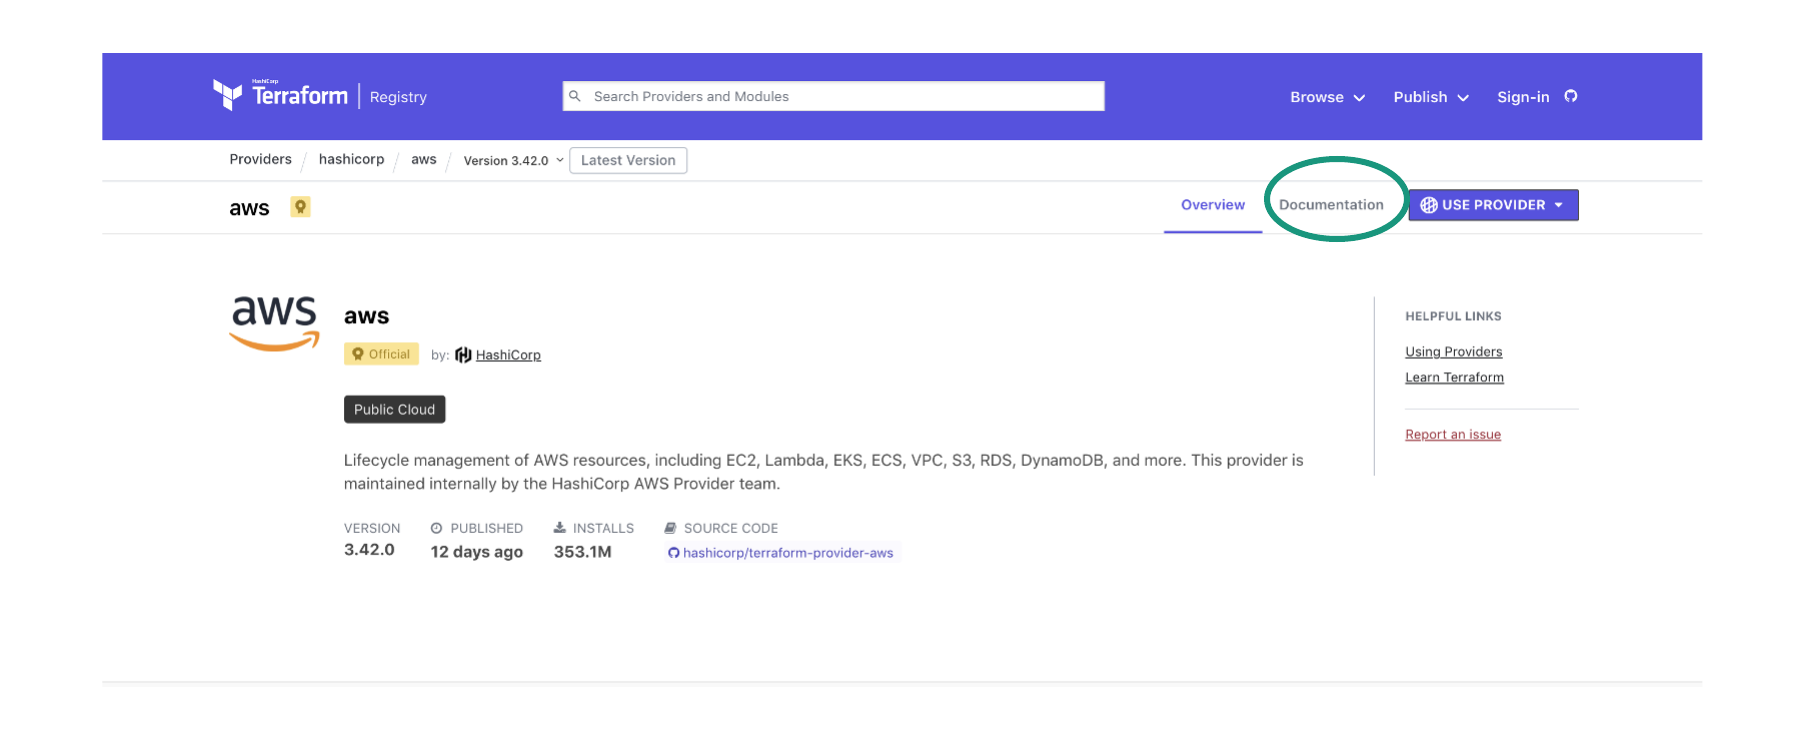 HashiCorp
Terraform Registry
Search Providers and Modules
Browse Publish Sign-in
Providers / hashicorp / aws / Version 3.42.0 Latest Version
aws
Overview Documentation USE PROVIDER
aws
aws
Official by: HashiCorp
Public Cloud
Lifecycle management of AWS resources, including EC2, Lambda, EKS, ECS, VPC, S3, RDS, DynamoDB, and more. This provider is
maintained internally by the HashiCorp AWS Provider team.
VERSION PUBLISHED INSTALLS SOURCE CODE
3.42.0 12 days ago 353.1M hashicorp/terraform-provider-aws
HELPFUL LINKS
Using Providers
Learn Terraform
Report an issue